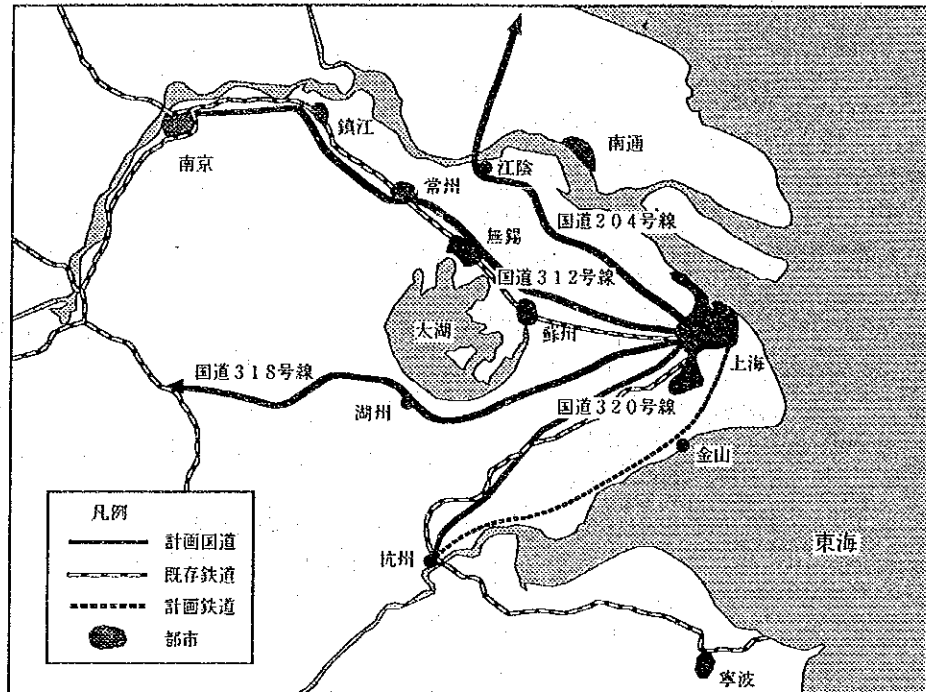 鎮江
南通
南京
江陰
常州
国道204号線
無錫
国道312号線
太湖
蘇州
上海
国道318号線
湖州
国道320号線
金山
凡例
計画国道
既存鉄道
計画鉄道
都市
杭州
東海
寧波